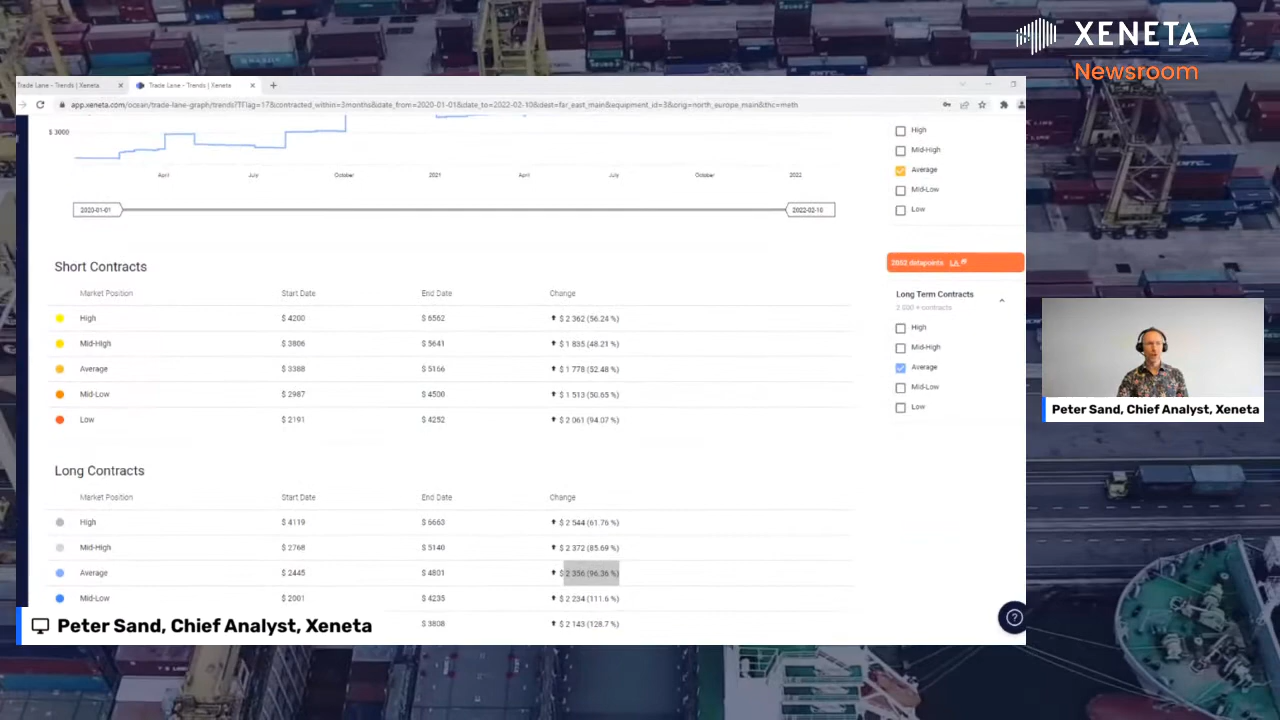 XENETA
Newsroom
Trade Lane - Trends | Xeneta
Trade Lane - Trends | Xeneta
$ 3000
April July October 2021 April July October 2022
2020-01-01 2022-02-10
High
Mid-High
Average
Mid-Low
Low
Short Contracts
Market Position Start Date End Date Change
High $ 4200 $ 6562 $ 2 362 (56.24 %)
Mid-High $ 3806 $ 5641 $ 1 835 (48.21 %)
Average $ 3388 $ 5166 $ 1 778 (52.48 %)
Mid-Low $ 2987 $ 4500 $ 1 513 (50.65 %)
Low $ 2191 $ 4252 $ 2 061 (94.07 %)
2652 datapoints
Long Term Contracts
contracts
High
Mid-High
Average
Mid-Low
Low
Peter Sand, Chief Analyst, Xeneta
Long Contracts
Market Position Start Date End Date Change
High $ 4119 $ 6663 $ 2 544 (61.76 %)
Mid-High $ 2768 $ 5140 $ 2 372 (85.69 %)
Average $ 2445 $ 4801 $ 2 356 (96.36 %)
Mid-Low $ 2001 $ 4235 $ 2 234 (111.6 %)
$ 3808 $ 2 143 (128.7 %)
Peter Sand, Chief Analyst, Xeneta